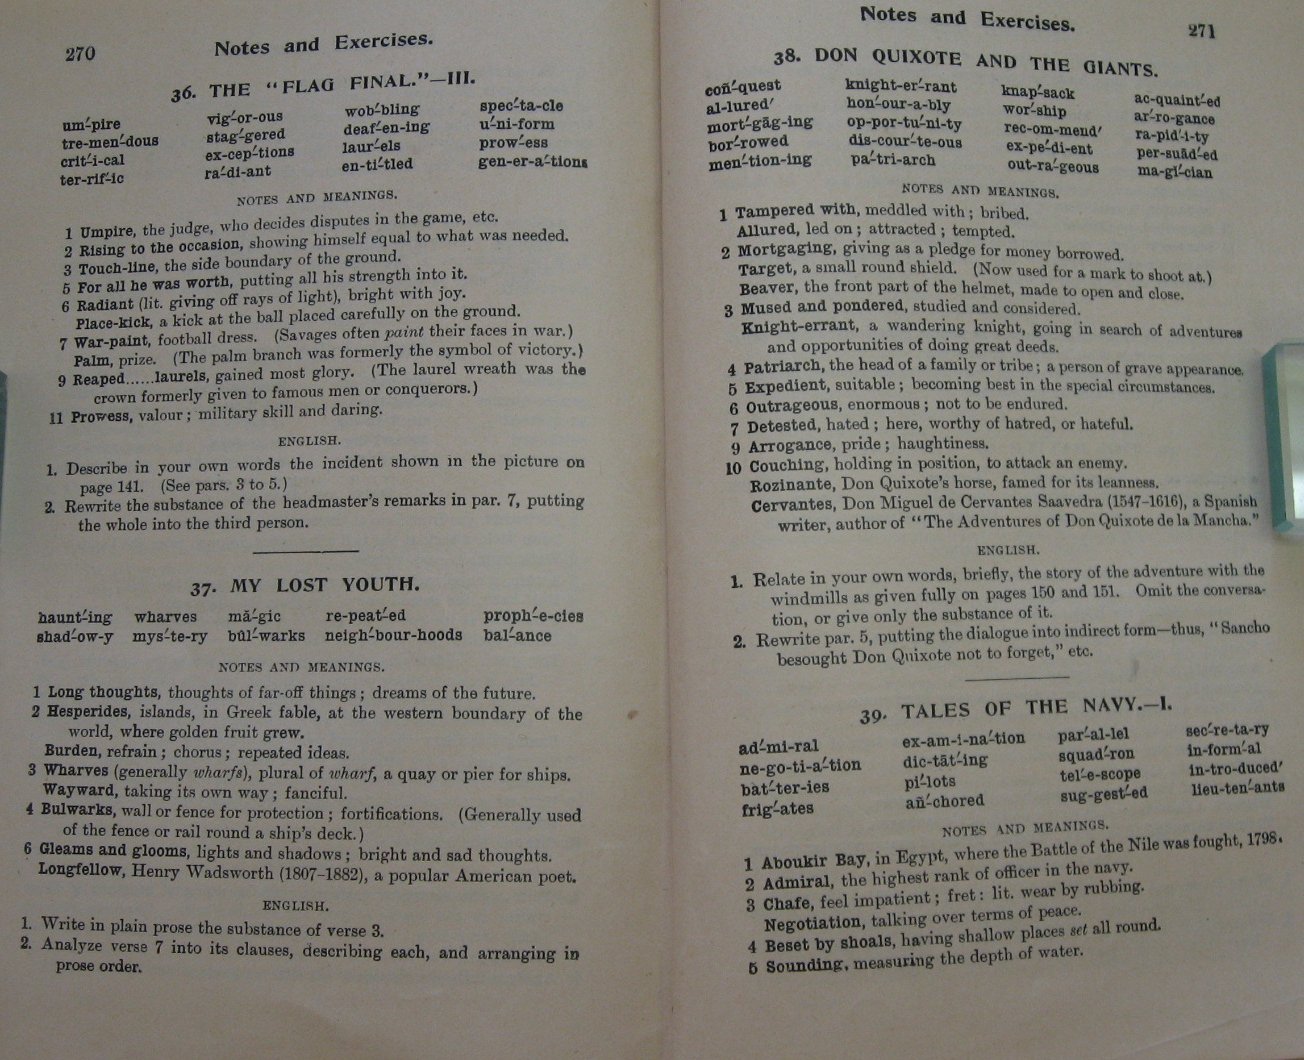 270
Notes and Exercises.
36. THE “FLAG FINAL.”—III.
um´-pire vig´-or-ous wob´-bling spec´-ta-cle
tre-men´-dous stag´-gered deaf´-en-ing u´-ni-form
crit´-i-cal ex-cep´-tions laur´-els prow´-ess
ter-rif´-ic ra´-di-ant en-ti´-tled gen-er-a´-tions
NOTES AND MEANINGS.
1 Umpire, the judge, who decides disputes in the game, etc.
2 Rising to the occasion, showing himself equal to what was needed.
3 Touch-line, the side boundary of the ground.
5 For all he was worth, putting all his strength into it.
6 Radiant (lit. giving off rays of light), bright with joy.
Place-kick, a kick at the ball placed carefully on the ground.
7 War-paint, football dress. (Savages often paint their faces in war.)
Palm, prize. (The palm branch was formerly the symbol of victory.)
9 Reaped......laurels, gained most glory. (The laurel wreath was the
crown formerly given to famous men or conquerors.)
11 Prowess, valour; military skill and daring.
ENGLISH.
1. Describe in your own words the incident shown in the picture on
page 141. (See pars. 3 to 5.)
2. Rewrite the substance of the headmaster's remarks in par. 7, putting
the whole into the third person.
37. MY LOST YOUTH.
haunt´-ing wharves mă´-gic re-peat´-ed proph´-e-cies
shad´-ow-y mys´-te-ry bûl´-warks neigh´-bour-hoods bal´-ance
NOTES AND MEANINGS.
1 Long thoughts, thoughts of far-off things; dreams of the future.
2 Hesperides, islands, in Greek fable, at the western boundary of the
world, where golden fruit grew.
Burden, refrain; chorus; repeated ideas.
3 Wharves (generally wharfs), plural of wharf, a quay or pier for ships.
Wayward, taking its own way; fanciful.
4 Bulwarks, wall or fence for protection; fortifications. (Generally used
of the fence or rail round a ship's deck.)
6 Gleams and glooms, lights and shadows; bright and sad thoughts.
Longfellow, Henry Wadsworth (1807-1882), a popular American poet.
ENGLISH.
1. Write in plain prose the substance of verse 3.
2. Analyze verse 7 into its clauses, describing each, and arranging in
prose order.
Notes and Exercises.
271
38. DON QUIXOTE AND THE GIANTS.
coñ´-quest knight-er´-rant knap´-sack ac-quaint´-ed
al-lured´ hon´-our-a-bly wor´-ship ar´-ro-gance
mort´-gāg-ing op-por-tu´-ni-ty rec-om-mend´ ra-pid´-i-ty
bor´-rowed dis-cour´-te-ous ex-pe´-di-ent per-suād´-ed
men´-tion-ing pa´-tri-arch out-ra´-geous ma-gĭ´-cian
NOTES AND MEANINGS.
1 Tampered with, meddled with; bribed.
Allured, led on; attracted; tempted.
2 Mortgaging, giving as a pledge for money borrowed.
Target, a small round shield. (Now used for a mark to shoot at.)
Beaver, the front part of the helmet, made to open and close.
3 Mused and pondered, studied and considered.
Knight-errant, a wandering knight, going in search of adventures
and opportunities of doing great deeds.
4 Patriarch, the head of a family or tribe; a person of grave appearance.
5 Expedient, suitable; becoming best in the special circumstances.
6 Outrageous, enormous; not to be endured.
7 Detested, hated; here, worthy of hatred, or hateful.
9 Arrogance, pride; haughtiness.
10 Couching, holding in position, to attack an enemy.
Rozinante, Don Quixote's horse, famed for its leanness.
Cervantes, Don Miguel de Cervantes Saavedra (1547-1616), a Spanish
writer, author of “The Adventures of Don Quixote de la Mancha.”
ENGLISH.
1. Relate in your own words, briefly, the story of the adventure with the
windmills as given fully on pages 150 and 151. Omit the conversa-
tion, or give only the substance of it.
2. Rewrite par. 5, putting the dialogue into indirect form—thus, “Sancho
besought Don Quixote not to forget,” etc.
39. TALES OF THE NAVY.—I.
ad´-mi-ral ex-am-i-na´-tion par´-al-lel sec´-re-ta-ry
ne-go-ti-a´-tion dic-tāt´-ing squad´-ron in-form´-al
bat´-ter-ies pi´-lots tel´-e-scope in-tro-duced´
frig´-ates añ´-chored sug-gest´-ed lieu-ten´-ants
NOTES AND MEANINGS.
1 Aboukir Bay, in Egypt, where the Battle of the Nile was fought, 1798.
2 Admiral, the highest rank of officer in the navy.
3 Chafe, feel impatient; fret: lit. wear by rubbing.
Negotiation, talking over terms of peace.
4 Beset by shoals, having shallow places set all round.
5 Sounding, measuring the depth of water.